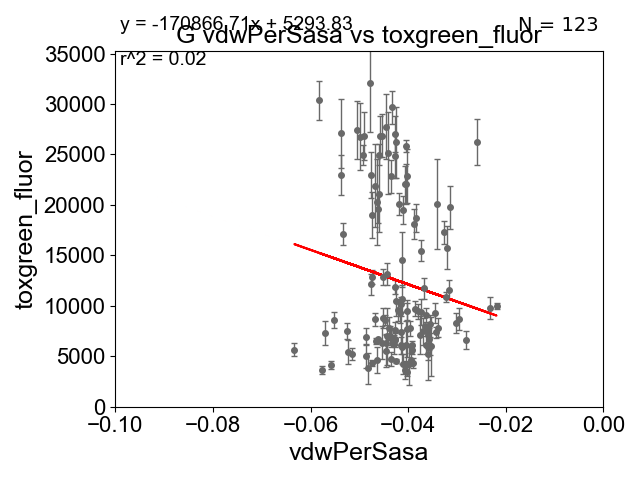 y = -170866.71x + 5293.83
N = 123
G vdwPerSasa vs toxgreen_fluor
r^2 = 0.02
35000
30000
25000
20000
15000
10000
5000
0
toxgreen_fluor
−0.10 −0.08 −0.06 −0.04 −0.02 0.00
vdwPerSasa